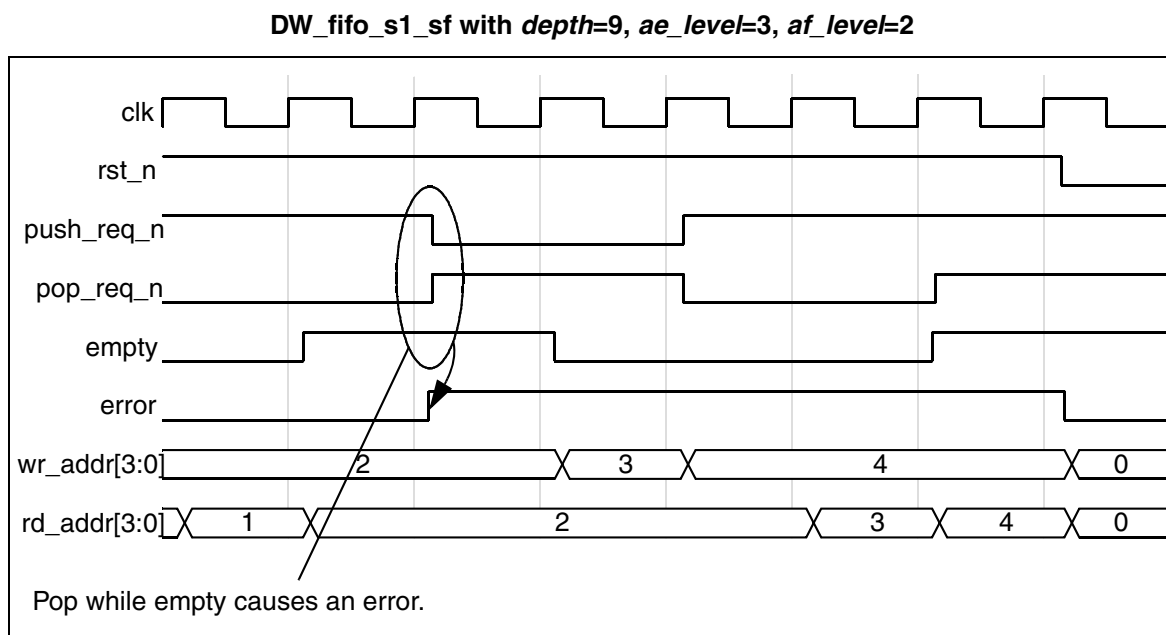 DW_fifo_s1_sf with depth=9, ae_level=3, af_level=2
clk
rst_n
push_req_n
pop_req_n
empty
error
wr_addr[3:0] 2 3 4 0
rd_addr[3:0] 1 2 3 4 0
Pop while empty causes an error.